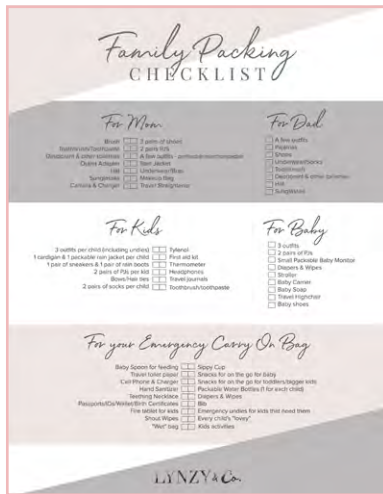 Family Packing
CHECKLIST
For Mom
Brush
Toothbrush/Toothpaste
Deodorant & other toiletries
Outlet Adapter
Hat
Sunglasses
Camera & Charger
3 pairs of shoes
2 pairs PJs
A few outfits -
Rain Jacket
Underwear/Bras
Makeup Bag
Travel Straightener
For Dad
A few outfits
Pajamas
Shoes
Underwear/Socks
Toothbrush
Deodorant & other toiletries
Hat
Sunglasses
For Kids
3 outfits per child (including undies)
1 cardigan & 1 packable rain jacket per child
1 pair of sneakers & 1 pair of rain boots
2 pairs of PJs per kid
Bows/Hair ties
2 pairs of socks per child
Tylenol
First aid kit
Thermometer
Headphones
Travel journals
Toothbrush/toothpaste
For Baby
3 outfits
2 pairs of PJs
Small Packable Baby Monitor
Diapers & Wipes
Stroller
Baby Carrier
Baby Soap
Travel Highchair
Baby shoes
For your Emergency Carry On Bag
Baby Spoon for feeding
Travel toilet paper
Cell Phone & Charger
Hand Sanitizer
Teething Necklace
Passports/IDs/Wallet/Birth Certificates
Fire tablet for kids
Shout Wipes
"Wet" bag
Sippy Cup
Snacks for on the go for baby
Snacks for on the go for toddlers/bigger kids
Packable Water Bottles (1 for each child)
Diapers & Wipes
Bib
Emergency undies for kids that need them
Every child's "lovey"
Kids activities
LYNZY & Co.